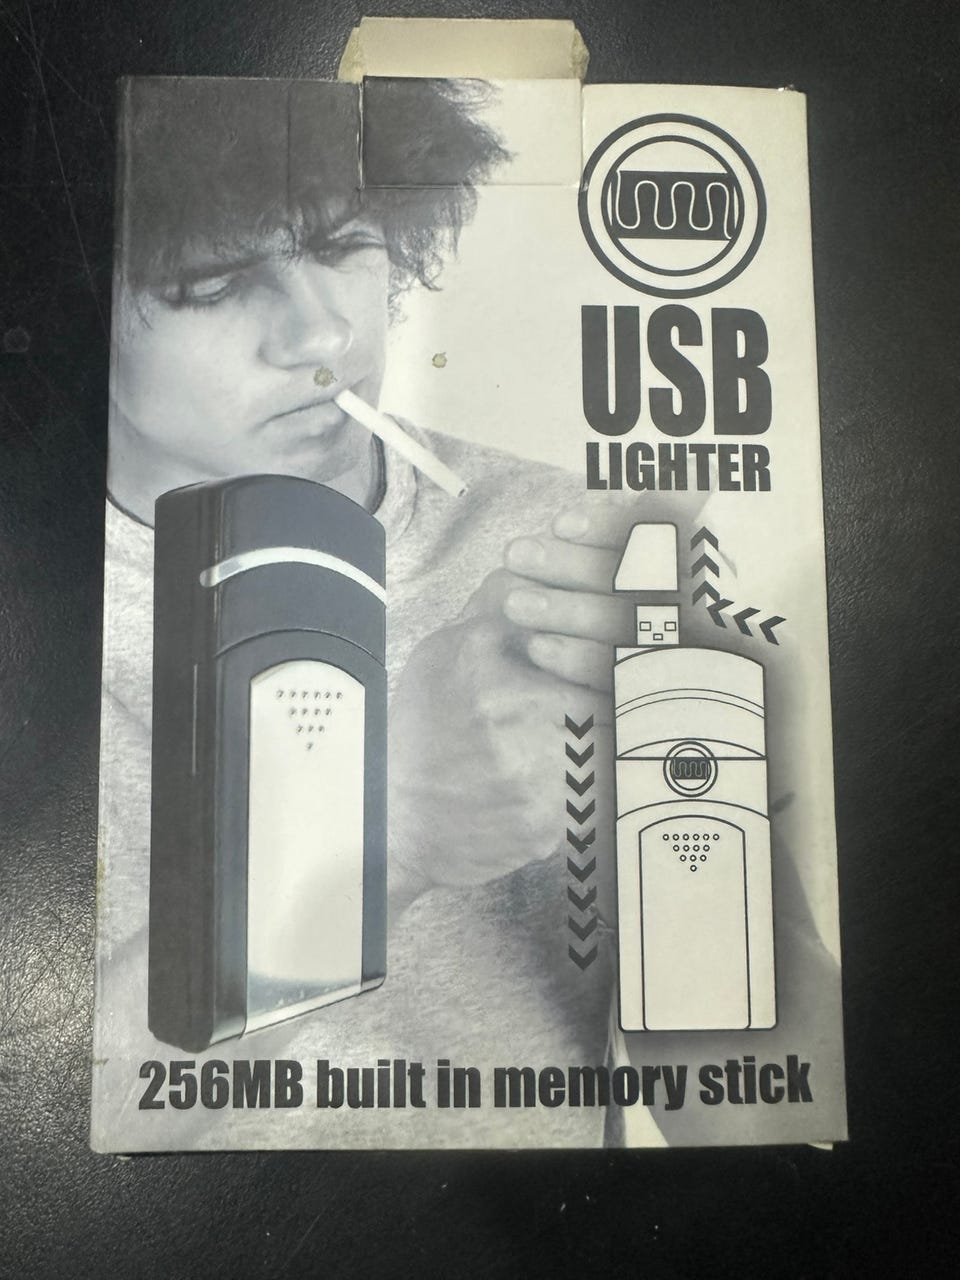 USB
LIGHTER
256MB built in memory stick